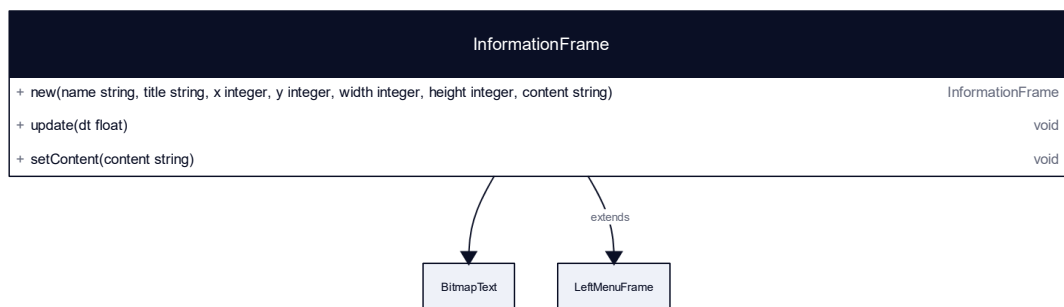 InformationFrame
+ new(name string, title string, x integer, y integer, width integer, height integer, content string) InformationFrame
+ update(dt float) void
+ setContent(content string) void
extends
BitmapText LeftMenuFrame